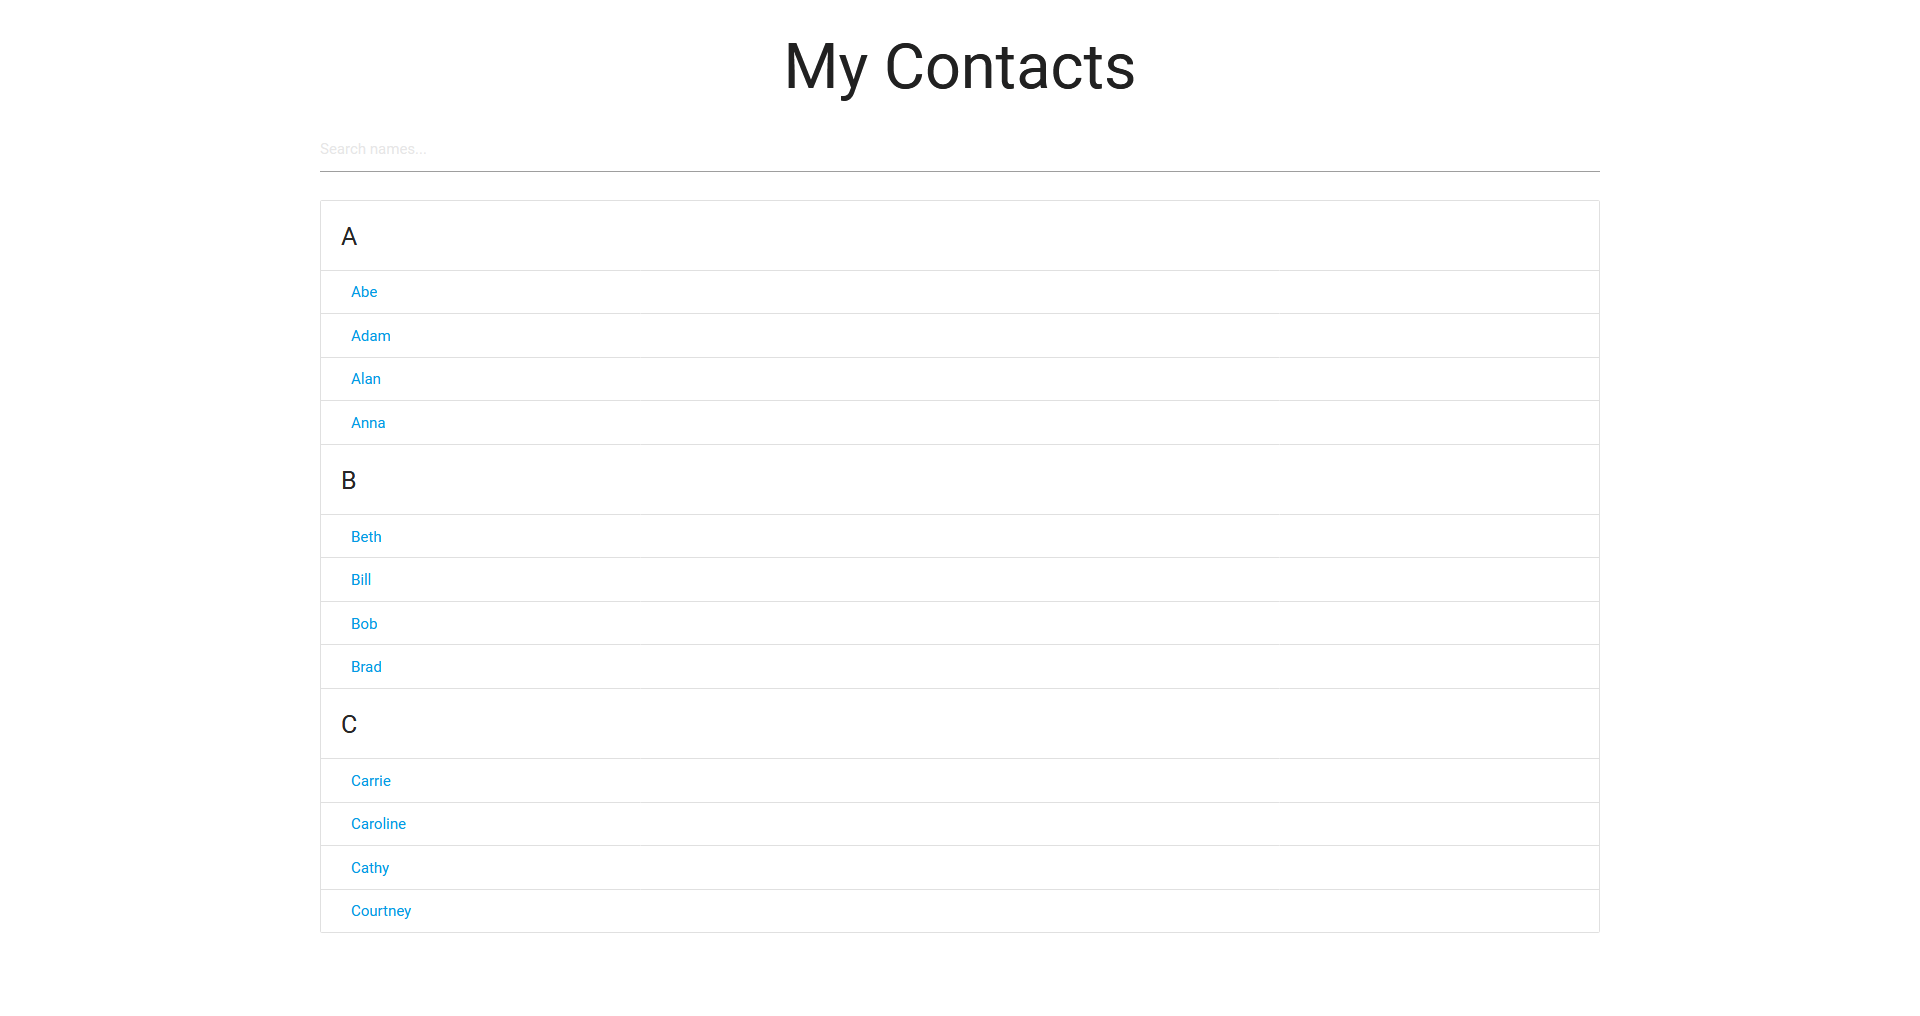 My Contacts
Search names...
A
Abe
Adam
Alan
Anna
B
Beth
Bill
Bob
Brad
C
Carrie
Caroline
Cathy
Courtney